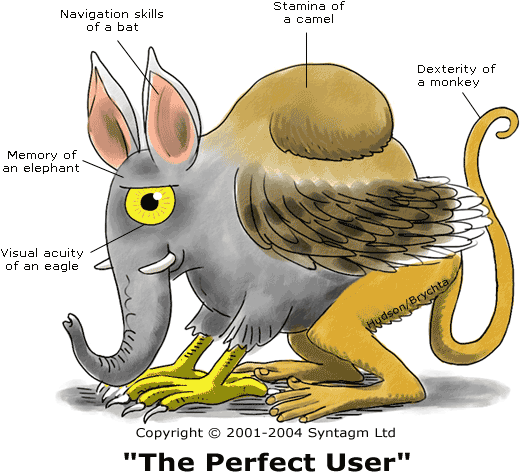 Navigation skills
of a bat
Stamina of
a camel
Dexterity of
a monkey
Memory of
an elephant
Visual acuity
of an eagle
Hudson/Brychta
Copyright © 2001-2004 Syntagm Ltd
"The Perfect User"